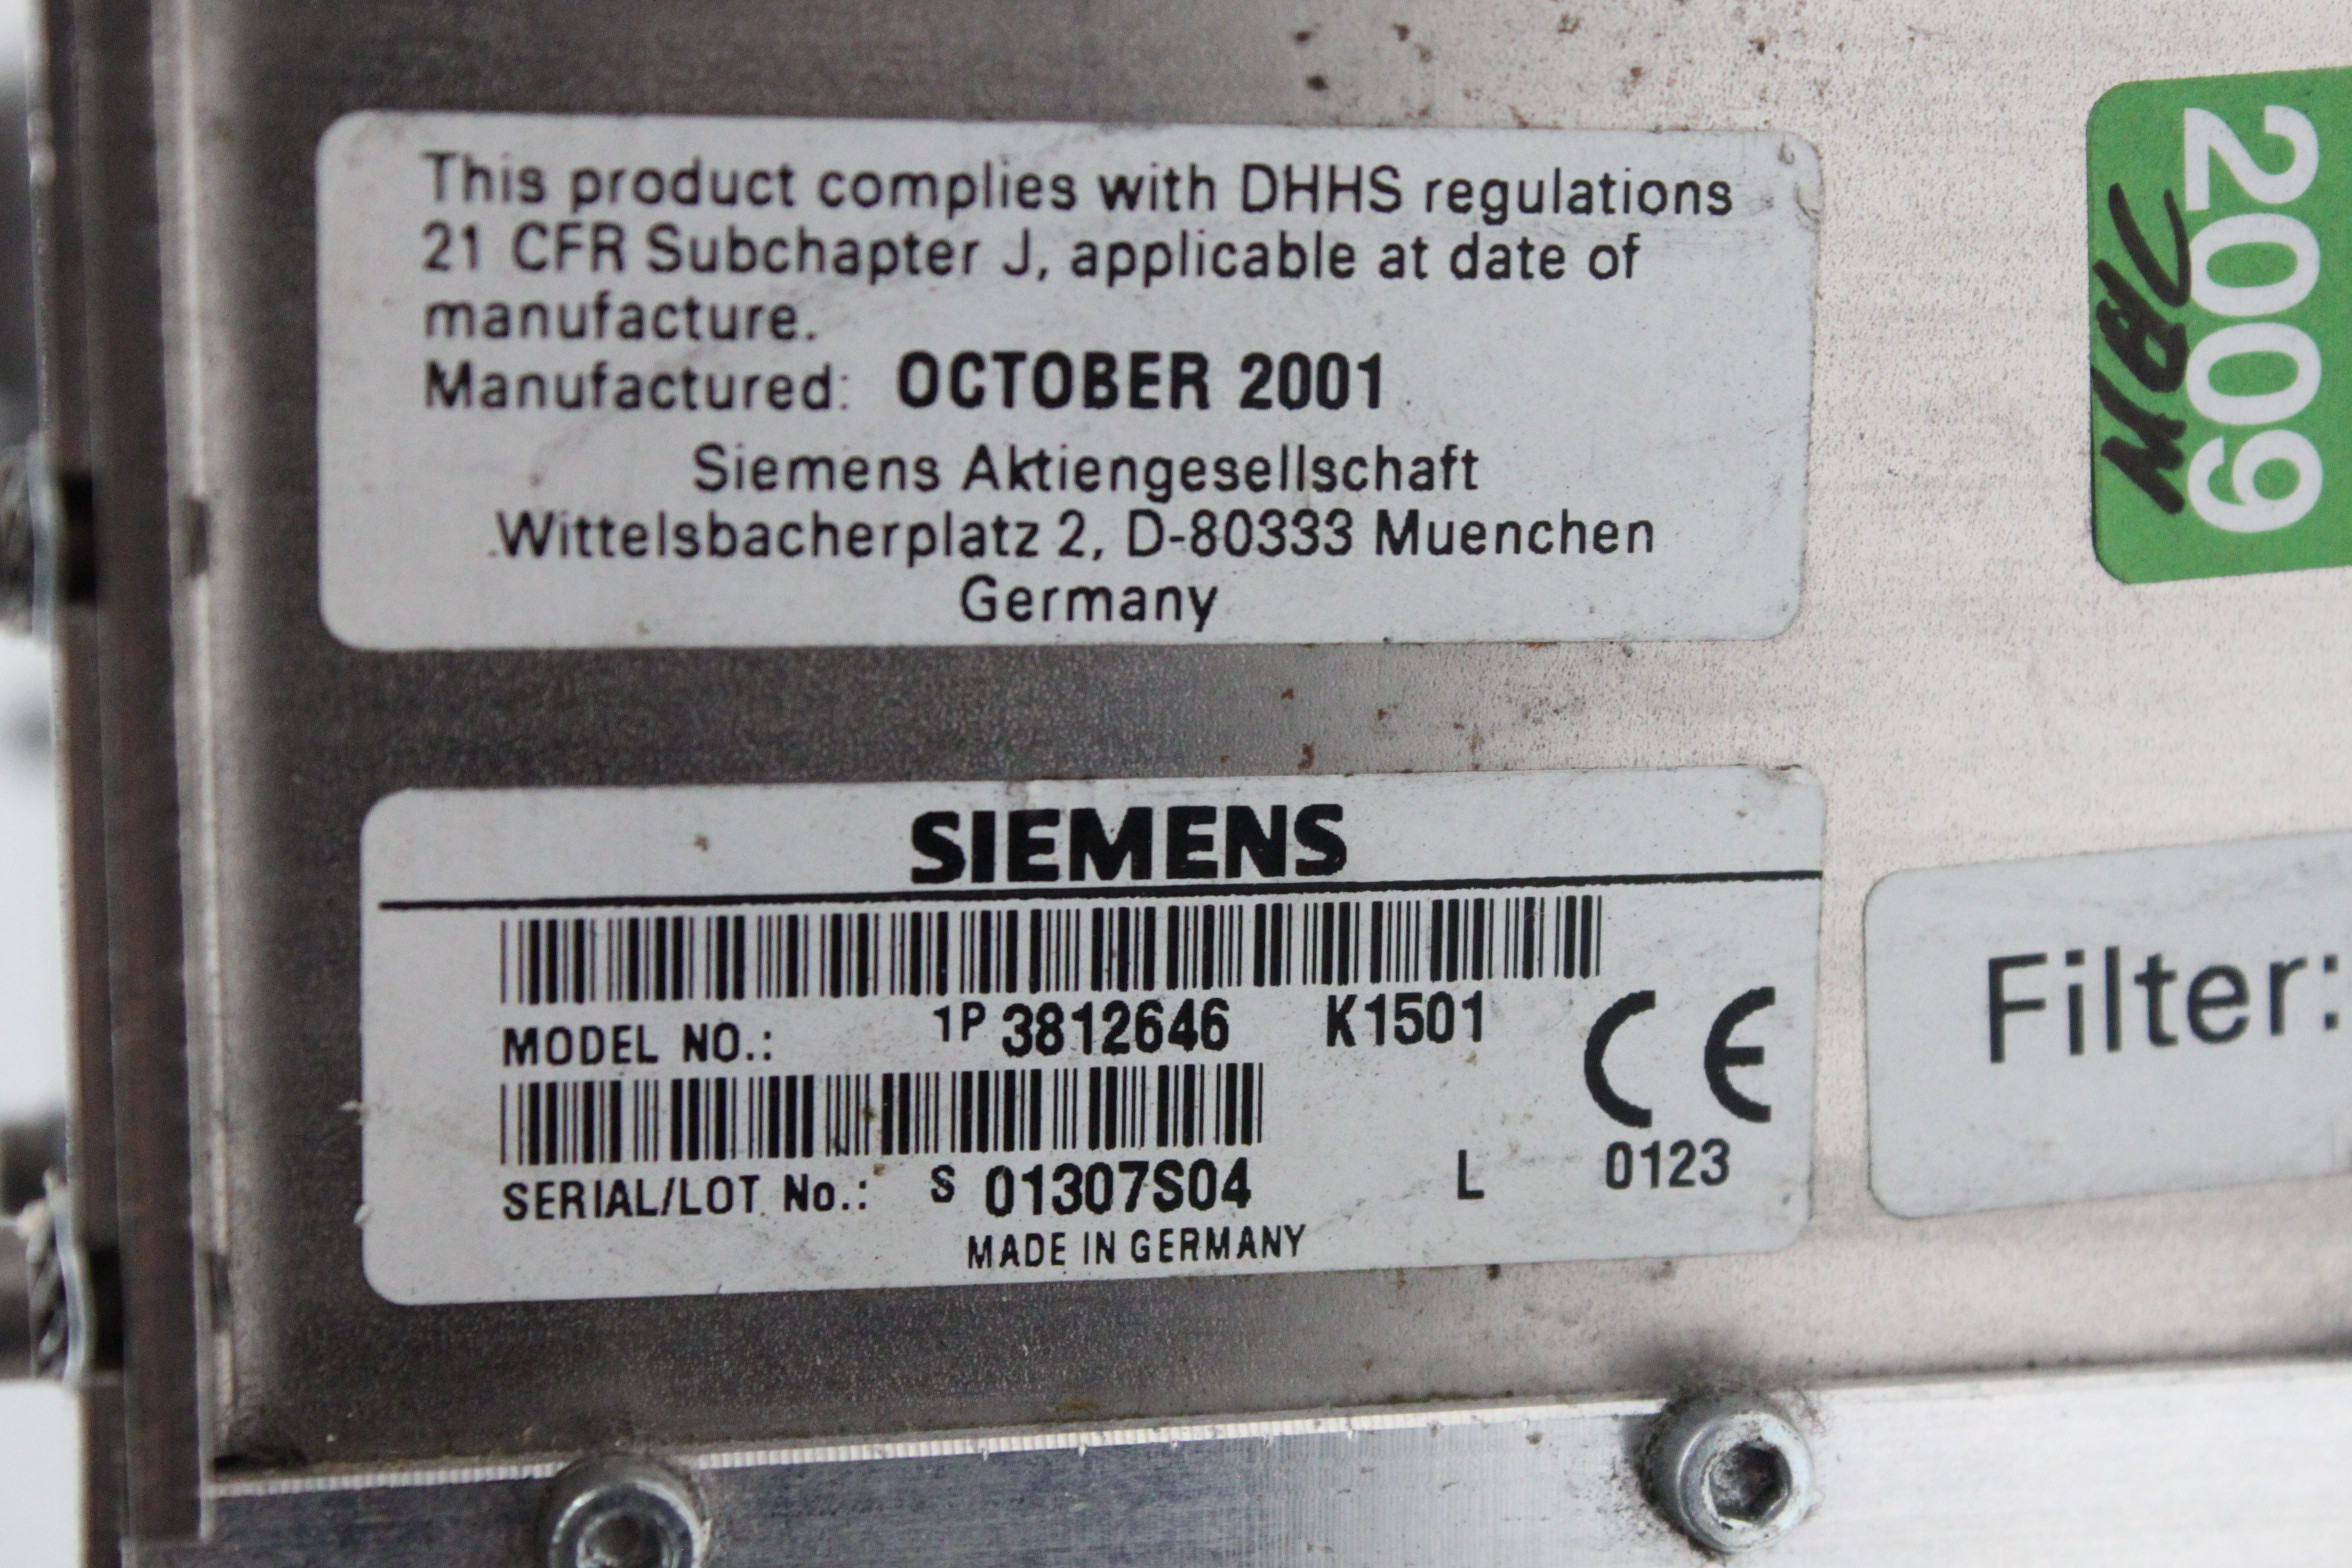 This product complies with DHHS regulations
21 CFR Subchapter J, applicable at date of
manufacture.
Manufactured: OCTOBER 2001
Siemens Aktiengesellschaft
Wittelsbacherplatz 2, D-80333 Muenchen
Germany
2009
SIEMENS
MODEL NO.: 1P 3812646 K1501
CE
SERIAL/LOT No.: S 01307S04 L 0123
MADE IN GERMANY
Filter: